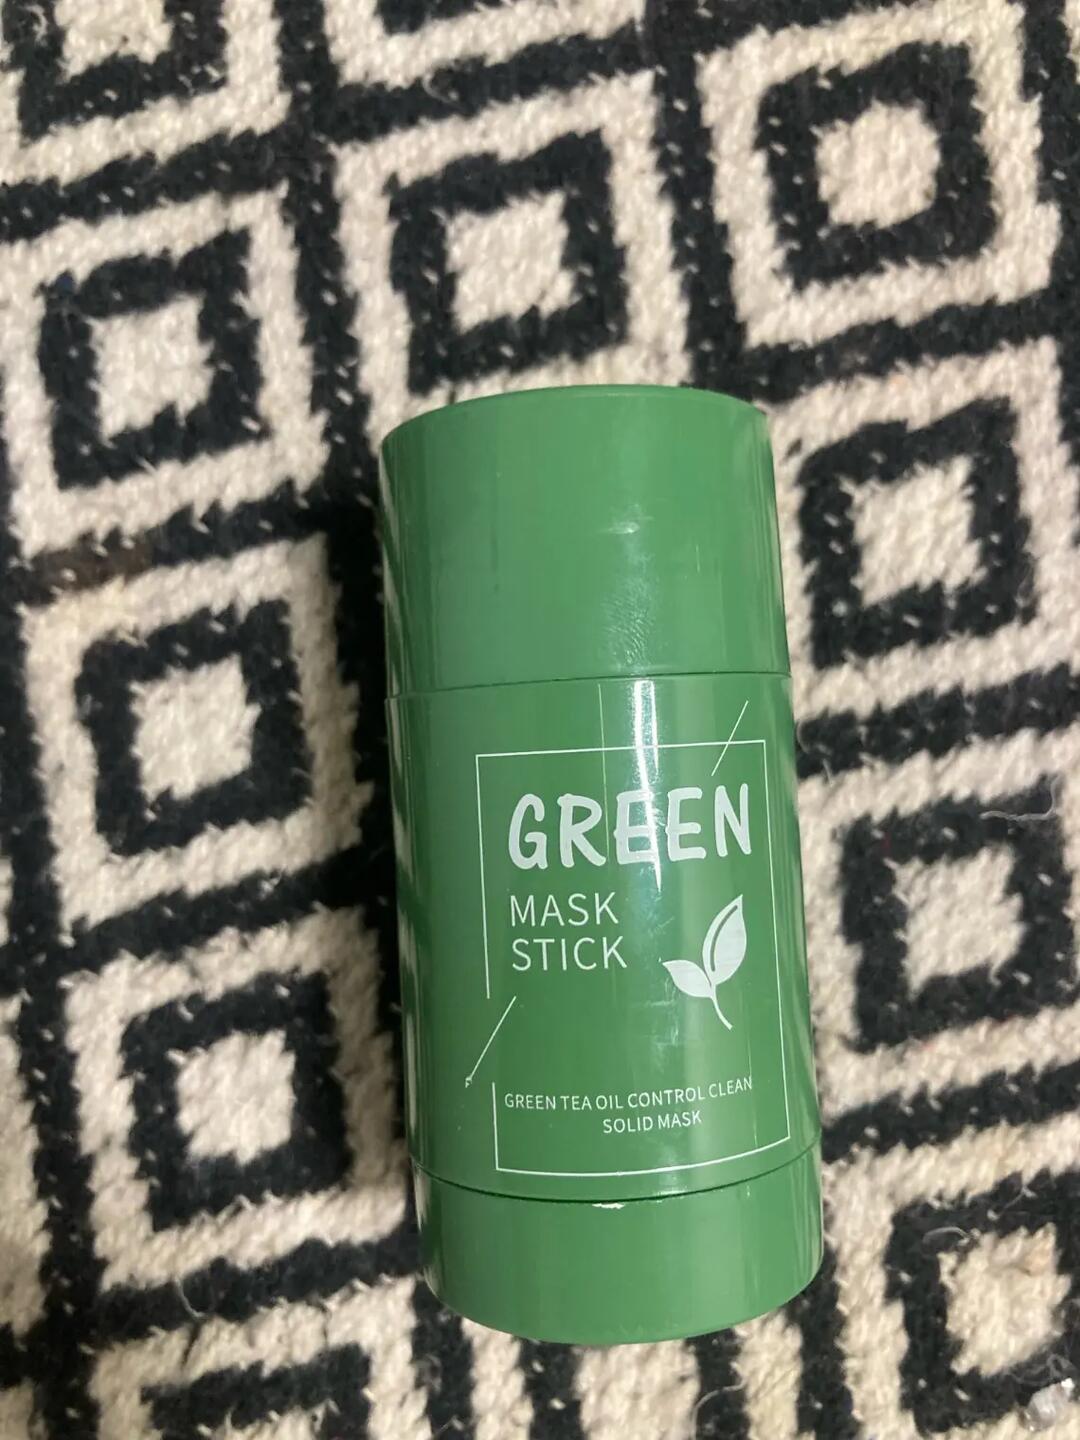 GREEN
MASK
STICK
GREEN TEA OIL CONTROL CLEAN
SOLID MASK